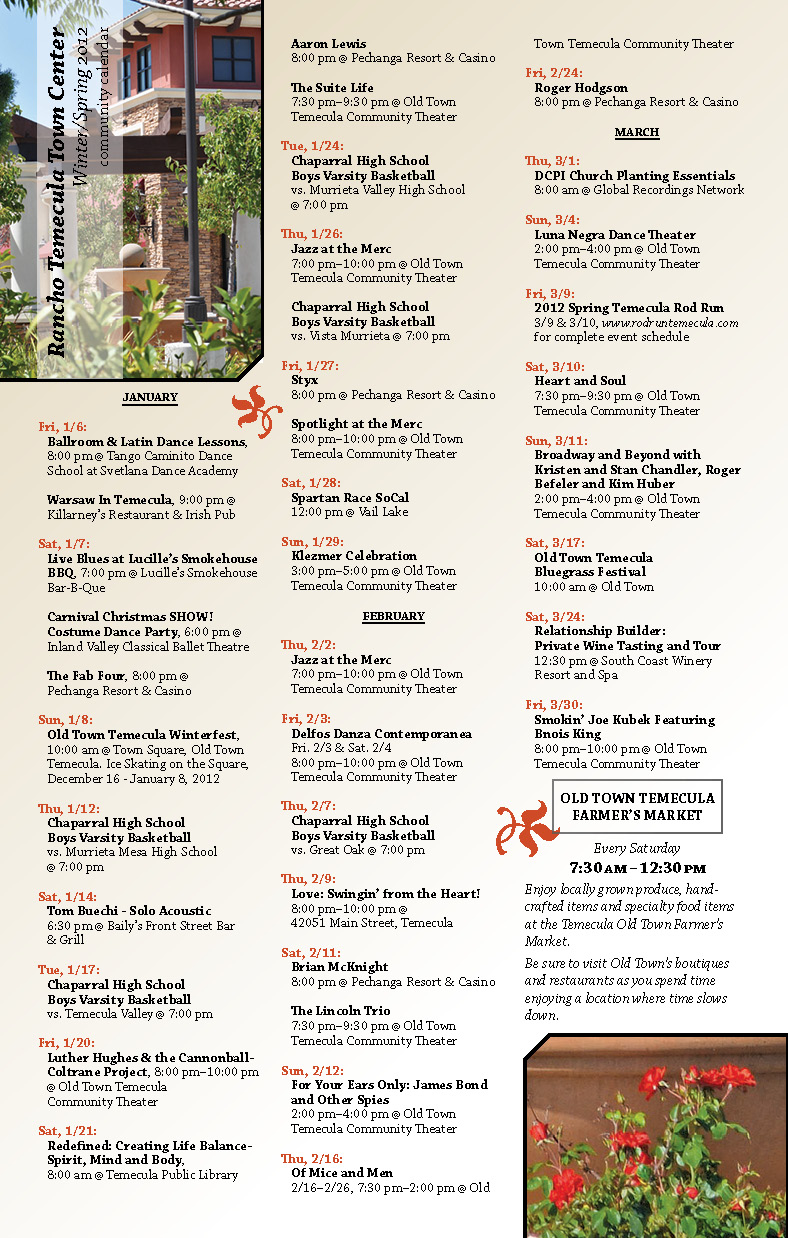 Rancho Temecula Town Center
Winter/Spring 2012
community calendar
JANUARY
Fri, 1/6:
Ballroom & Latin Dance Lessons,
8:00 pm @ Tango Caminito Dance
School at Svetlana Dance Academy
Warsaw In Temecula, 9:00 pm @
Killarney's Restaurant & Irish Pub
Sat, 1/7:
Live Blues at Lucille's Smokehouse
BBQ, 7:00 pm @ Lucille's Smokehouse
Bar-B-Que
Carnival Christmas SHOW!
Costume Dance Party, 6:00 pm @
Inland Valley Classical Ballet Theatre
The Fab Four, 8:00 pm @
Pechanga Resort & Casino
Sun, 1/8:
Old Town Temecula Winterfest,
10:00 am @ Town Square, Old Town
Temecula. Ice Skating on the Square,
December 16 - January 8, 2012
Thu, 1/12:
Chaparral High School
Boys Varsity Basketball
vs. Murrieta Mesa High School
@ 7:00 pm
Sat, 1/14:
Tom Buechi - Solo Acoustic
6:30 pm @ Baily's Front Street Bar
& Grill
Tue, 1/17:
Chaparral High School
Boys Varsity Basketball
vs. Temecula Valley @ 7:00 pm
Fri, 1/20:
Luther Hughes & the Cannonball-
Coltrane Project, 8:00 pm–10:00 pm
@ Old Town Temecula
Community Theater
Sat, 1/21:
Redefined: Creating Life Balance-
Spirit, Mind and Body,
8:00 am @ Temecula Public Library
Aaron Lewis
8:00 pm @ Pechanga Resort & Casino
The Suite Life
7:30 pm–9:30 pm @ Old Town
Temecula Community Theater
Tue, 1/24:
Chaparral High School
Boys Varsity Basketball
vs. Murrieta Valley High School
@ 7:00 pm
Thu, 1/26:
Jazz at the Merc
7:00 pm–10:00 pm @ Old Town
Temecula Community Theater
Chaparral High School
Boys Varsity Basketball
vs. Vista Murrieta @ 7:00 pm
Fri, 1/27:
Styx
8:00 pm @ Pechanga Resort & Casino
Spotlight at the Merc
8:00 pm–10:00 pm @ Old Town
Temecula Community Theater
Sat, 1/28:
Spartan Race SoCal
12:00 pm @ Vail Lake
Sun, 1/29:
Klezmer Celebration
3:00 pm–5:00 pm @ Old Town
Temecula Community Theater
FEBRUARY
Thu, 2/2:
Jazz at the Merc
7:00 pm–10:00 pm @ Old Town
Temecula Community Theater
Fri, 2/3:
Delfos Danza Contemporanea
Fri. 2/3 & Sat. 2/4
8:00 pm–10:00 pm @ Old Town
Temecula Community Theater
Thu, 2/7:
Chaparral High School
Boys Varsity Basketball
vs. Great Oak @ 7:00 pm
Thu, 2/9:
Love: Swingin' from the Heart!
8:00 pm–10:00 pm @
42051 Main Street, Temecula
Sat, 2/11:
Brian McKnight
8:00 pm @ Pechanga Resort & Casino
The Lincoln Trio
7:30 pm–9:30 pm @ Old Town
Temecula Community Theater
Sun, 2/12:
For Your Ears Only: James Bond
and Other Spies
2:00 pm–4:00 pm @ Old Town
Temecula Community Theater
Thu, 2/16:
Of Mice and Men
2/16–2/26, 7:30 pm–2:00 pm @ Old
Town Temecula Community Theater
Fri, 2/24:
Roger Hodgson
8:00 pm @ Pechanga Resort & Casino
MARCH
Thu, 3/1:
DCPI Church Planting Essentials
8:00 am @ Global Recordings Network
Sun, 3/4:
Luna Negra Dance Theater
2:00 pm–4:00 pm @ Old Town
Temecula Community Theater
Fri, 3/9:
2012 Spring Temecula Rod Run
3/9 & 3/10, www.rodruntemecula.com
for complete event schedule
Sat, 3/10:
Heart and Soul
7:30 pm–9:30 pm @ Old Town
Temecula Community Theater
Sun, 3/11:
Broadway and Beyond with
Kristen and Stan Chandler, Roger
Befeler and Kim Huber
2:00 pm–4:00 pm @ Old Town
Temecula Community Theater
Sat, 3/17:
Old Town Temecula
Bluegrass Festival
10:00 am @ Old Town
Sat, 3/24:
Relationship Builder:
Private Wine Tasting and Tour
12:30 pm @ South Coast Winery
Resort and Spa
Fri, 3/30:
Smokin' Joe Kubek Featuring
Bnois King
8:00 pm–10:00 pm @ Old Town
Temecula Community Theater
OLD TOWN TEMECULA
FARMER'S MARKET
Every Saturday
7:30 AM – 12:30 PM
Enjoy locally grown produce, hand-
crafted items and specialty food items
at the Temecula Old Town Farmer's
Market.
Be sure to visit Old Town's boutiques
and restaurants as you spend time
enjoying a location where time slows
down.